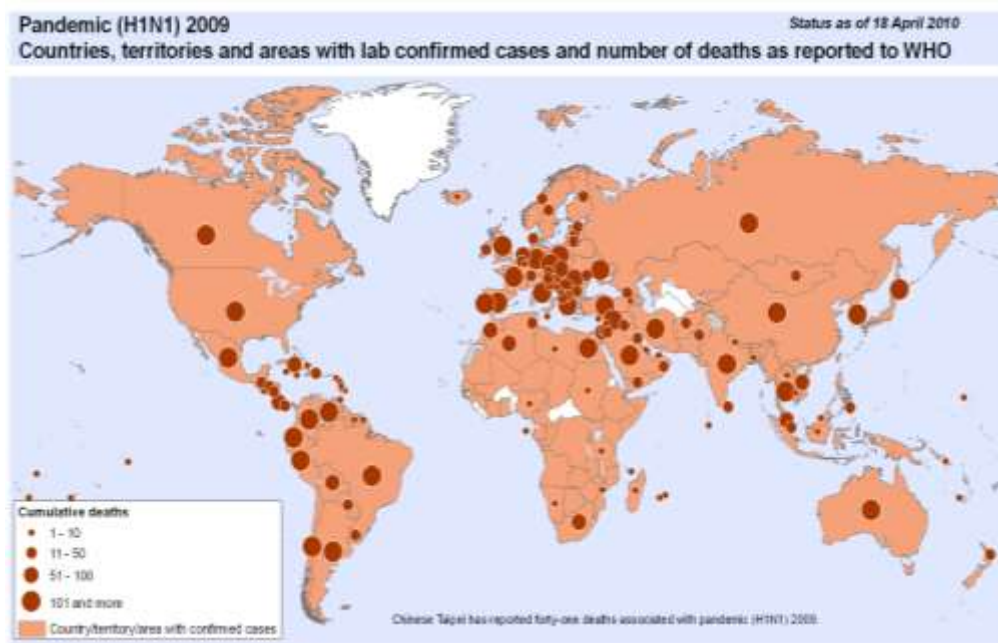 Pandemic (H1N1) 2009
Status as of 18 April 2010
Countries, territories and areas with lab confirmed cases and number of deaths as reported to WHO
Cumulative deaths
1 - 10
11 - 50
51 - 100
101 and more
Country/territory/area with confirmed cases
Chinese Taipei has reported forty-one deaths associated with pandemic (H1N1) 2009.